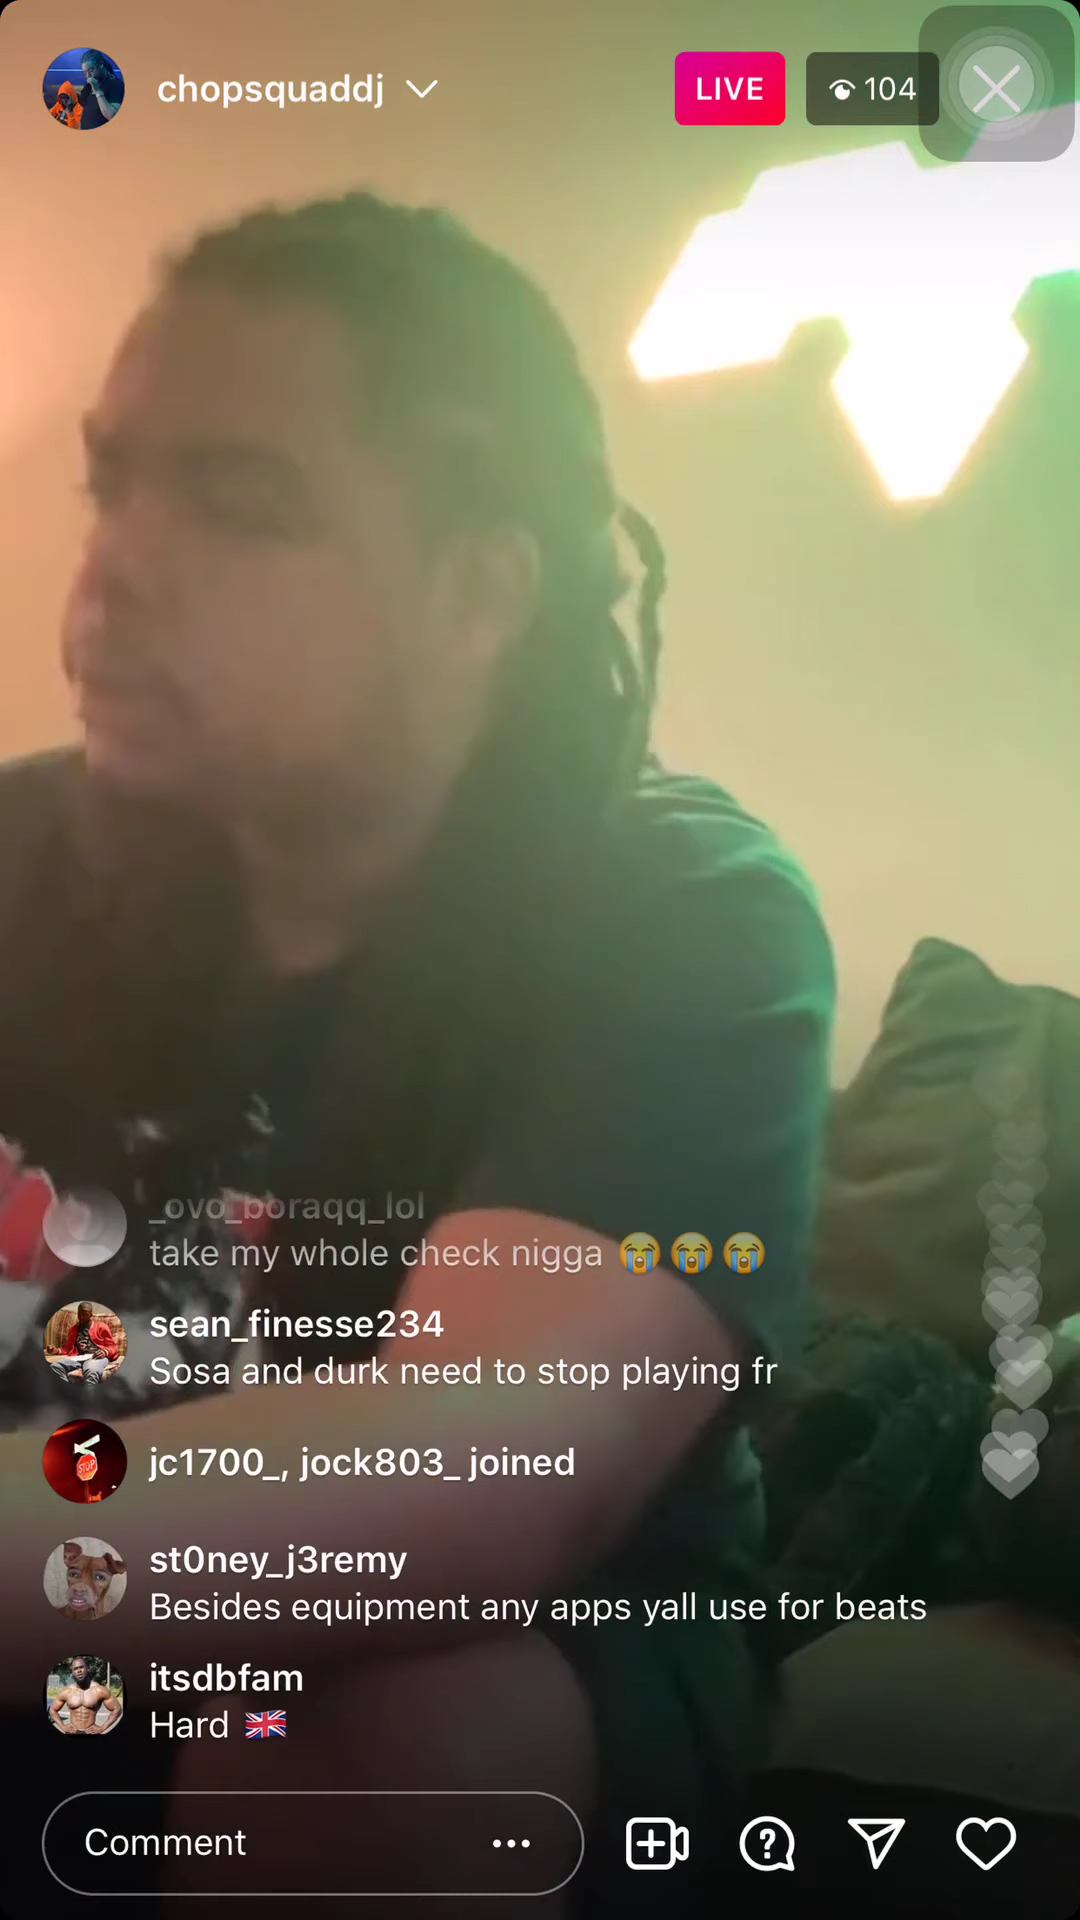 chopsquaddj
LIVE
104
_ovo_boraqq_lol
take my whole check nigga 😭😭😭
sean_finesse234
Sosa and durk need to stop playing fr
STOP
jc1700_, jock803_ joined
st0ney_j3remy
Besides equipment any apps yall use for beats
itsdbfam
Hard 🇬🇧
Comment